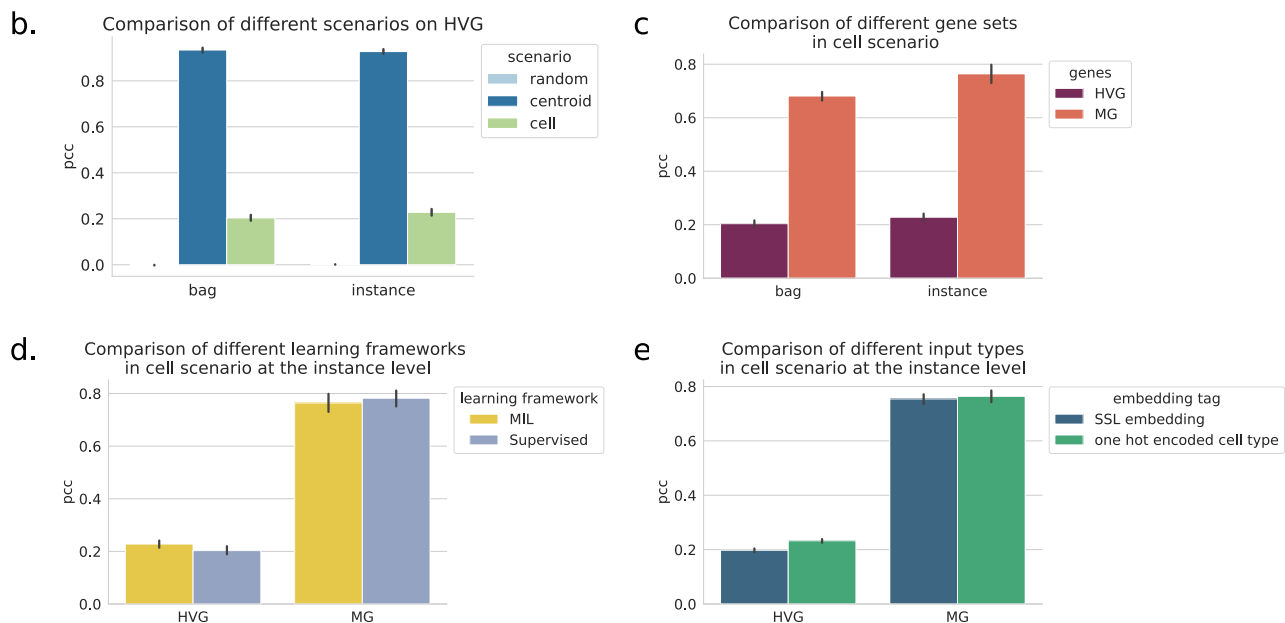 b.
Comparison of different scenarios on HVG
pcc
0.8
0.6
0.4
0.2
0.0
bag
instance
scenario
random
centroid
cell
c.
Comparison of different gene sets
in cell scenario
pcc
0.8
0.6
0.4
0.2
0.0
bag
instance
genes
HVG
MG
d.
Comparison of different learning frameworks
in cell scenario at the instance level
pcc
0.8
0.6
0.4
0.2
0.0
HVG
MG
learning framework
MIL
Supervised
e.
Comparison of different input types
in cell scenario at the instance level
pcc
0.8
0.6
0.4
0.2
0.0
HVG
MG
embedding tag
SSL embedding
one hot encoded cell type